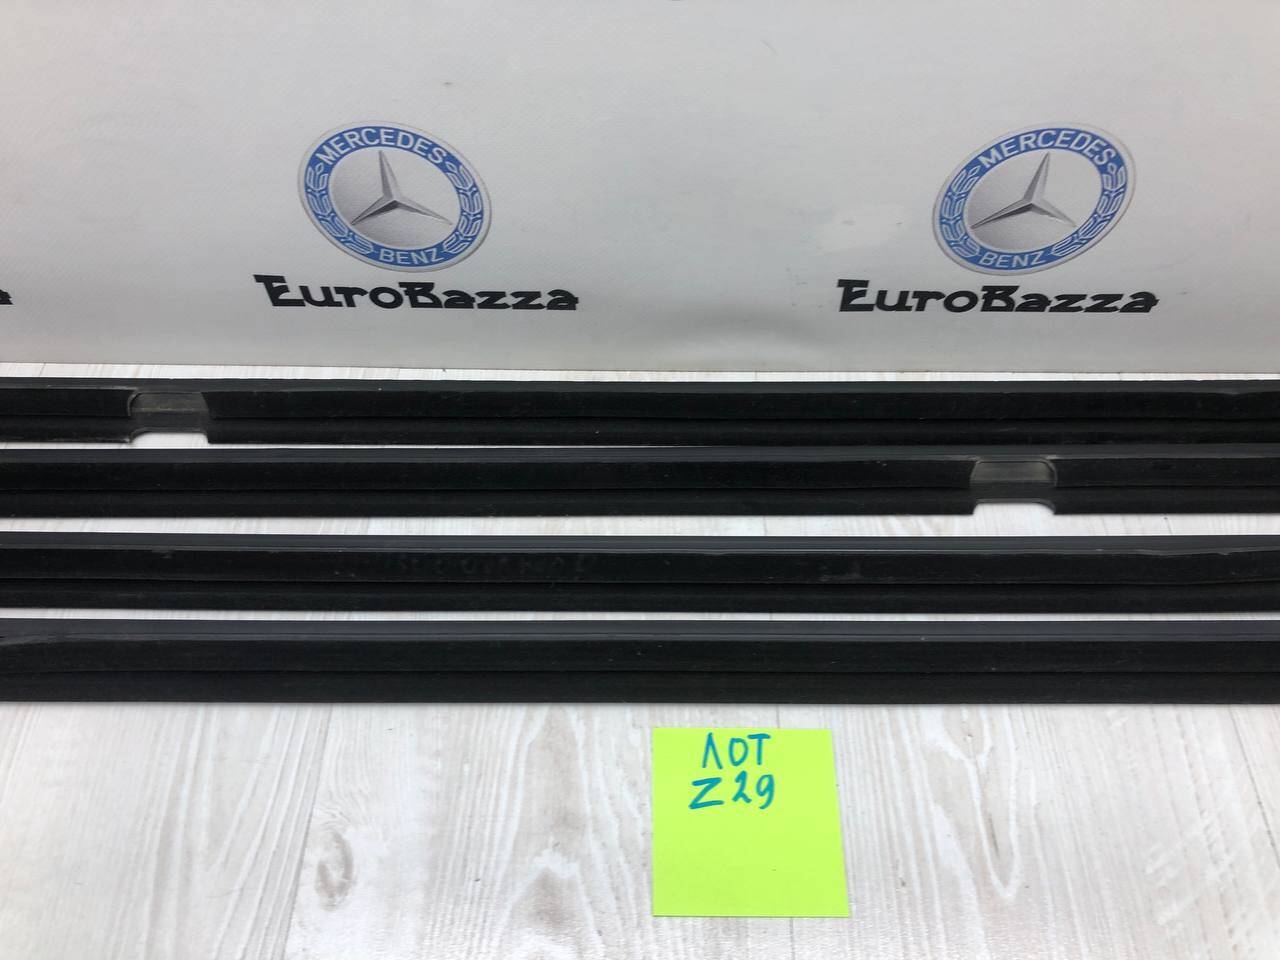 MERCEDES
BENZ
EuroBazza
MERCEDES
BENZ
EuroBazza
ЛОТ
Z29